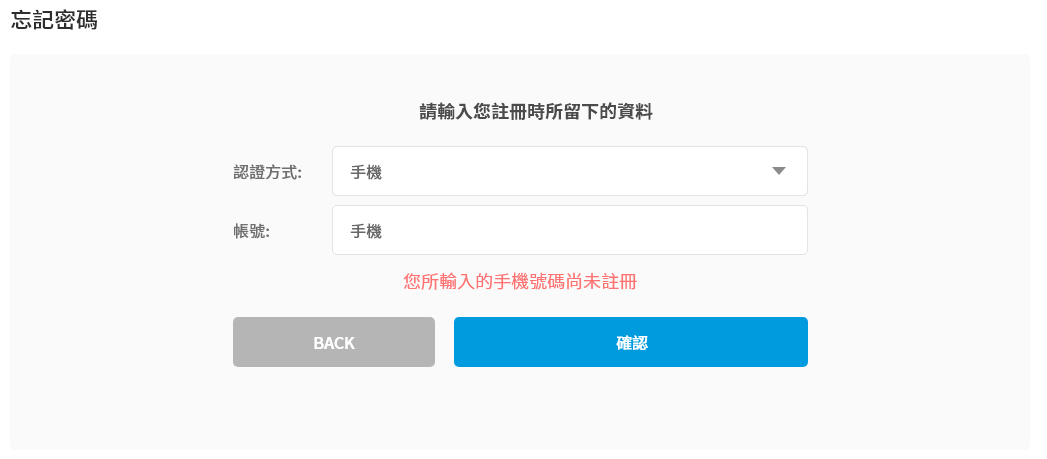 忘記密碼
請輸入您註冊時所留下的資料
認證方式: 手機
帳號: 手機
您所輸入的手機號碼尚未註冊
BACK 確認